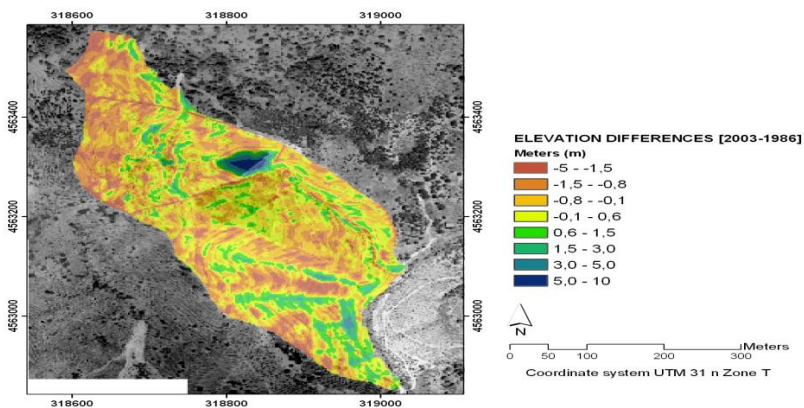 318600 318800 319000
4563400
4563200
4563000
4563400
4563200
4563000
318600 318800 319000
ELEVATION DIFFERENCES [2003-1986]
Meters (m)
-5 - -1,5
-1,5 - -0,8
-0,8 - -0,1
-0,1 - 0,6
0,6 - 1,5
1,5 - 3,0
3,0 - 5,0
5,0 - 10
N
Meters
0 50 100 200 300
Coordinate system UTM 31 n Zone T